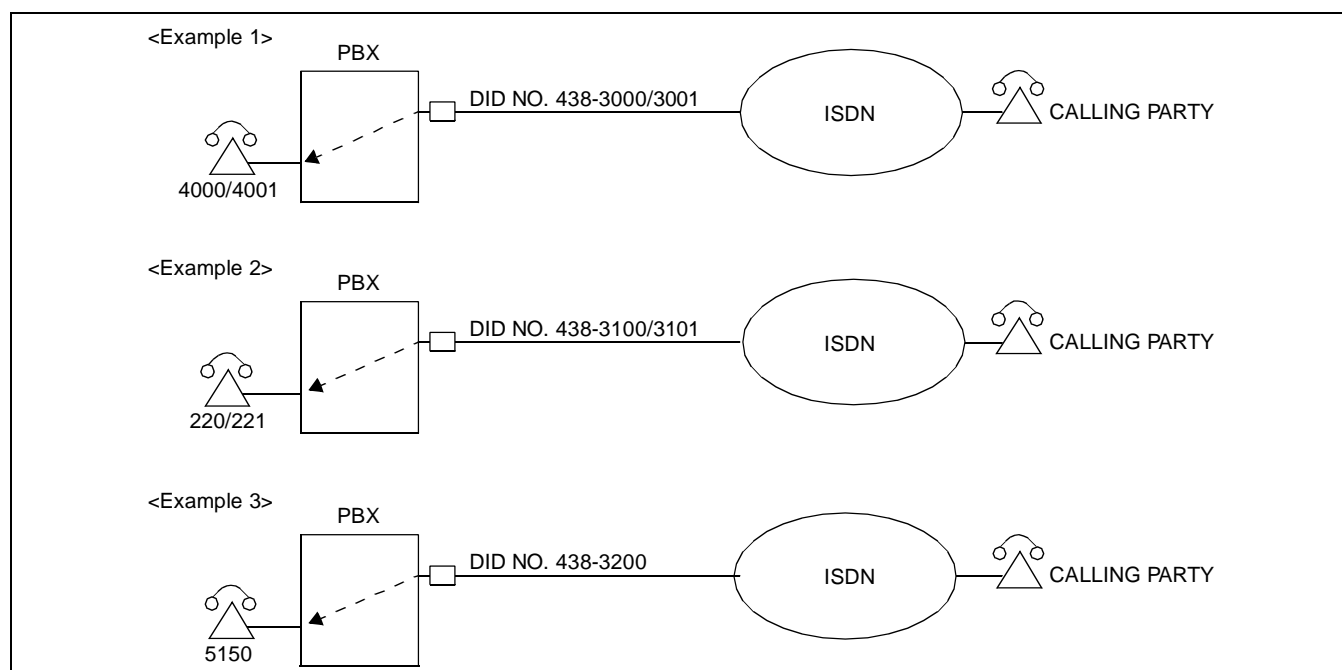 <Example 1>
PBX
DID NO. 438-3000/3001
ISDN
CALLING PARTY
4000/4001
<Example 2>
PBX
DID NO. 438-3100/3101
ISDN
CALLING PARTY
220/221
<Example 3>
PBX
DID NO. 438-3200
ISDN
CALLING PARTY
5150